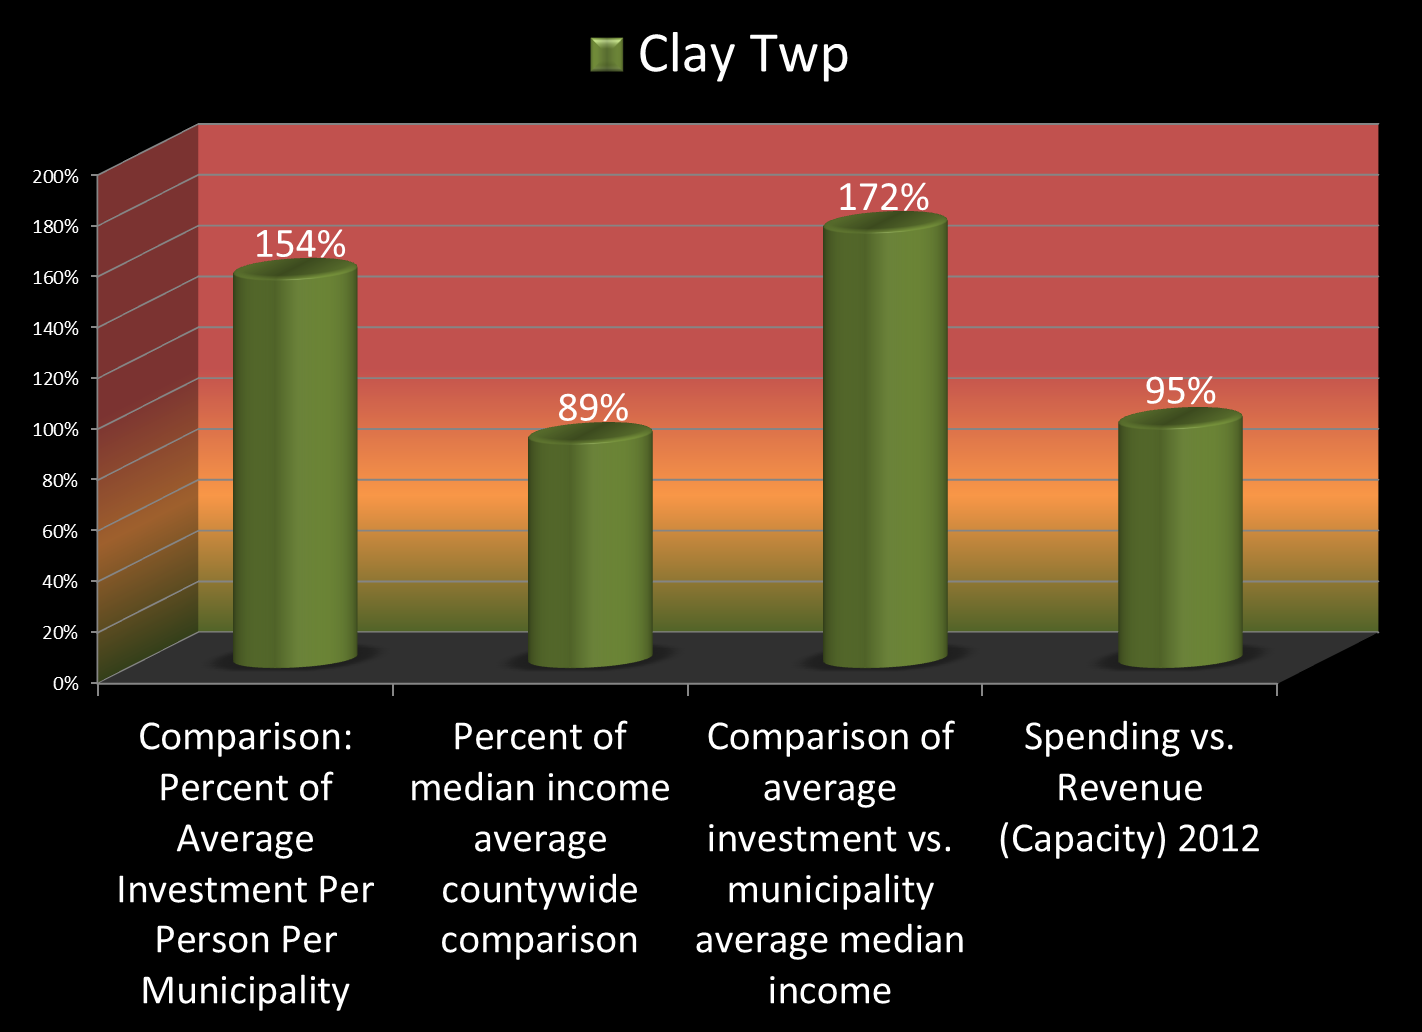 Clay Twp
200%
180%
160%
140%
120%
100%
80%
60%
40%
20%
0%
154%
89%
172%
95%
Comparison:
Percent of
Average
Investment Per
Person Per
Municipality
Percent of
median income
average
countywide
comparison
Comparison of
average
investment vs.
municipality
average median
income
Spending vs.
Revenue
(Capacity) 2012